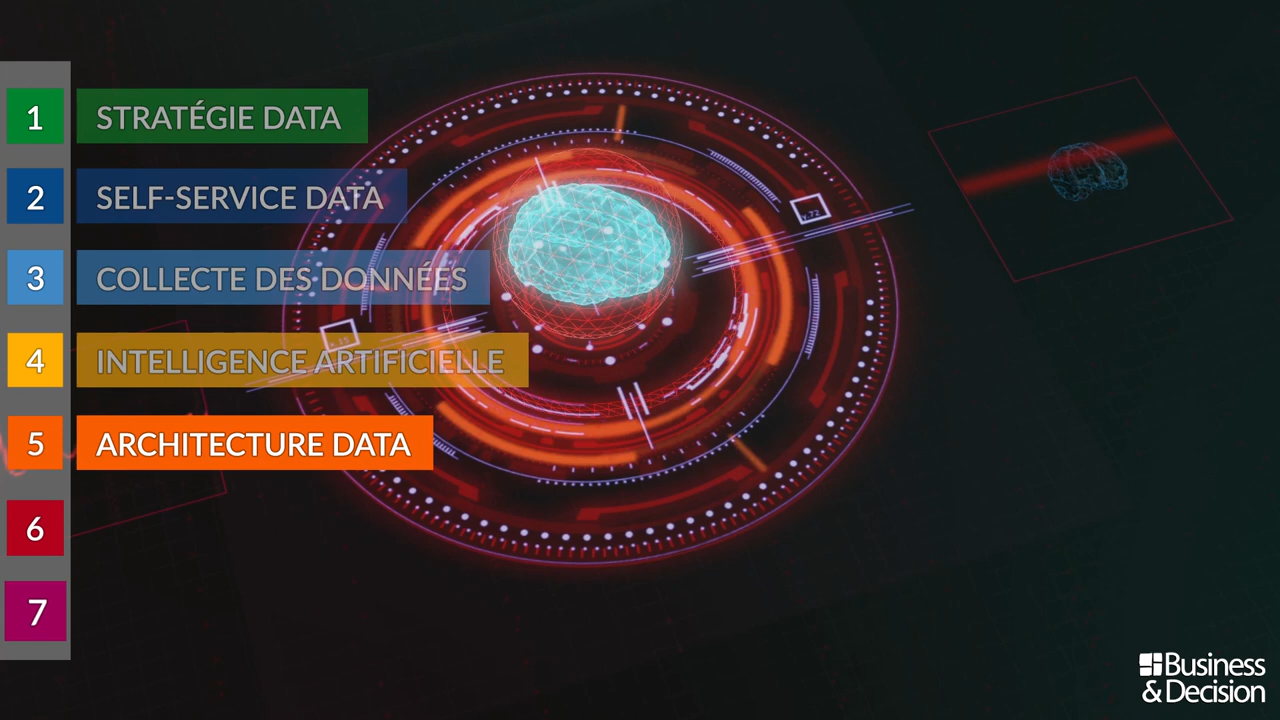 1
STRATÉGIE DATA
2
SELF-SERVICE DATA
3
COLLECTE DES DONNÉES
4
INTELLIGENCE ARTIFICIELLE
5
ARCHITECTURE DATA
6
7
Business
& Decision